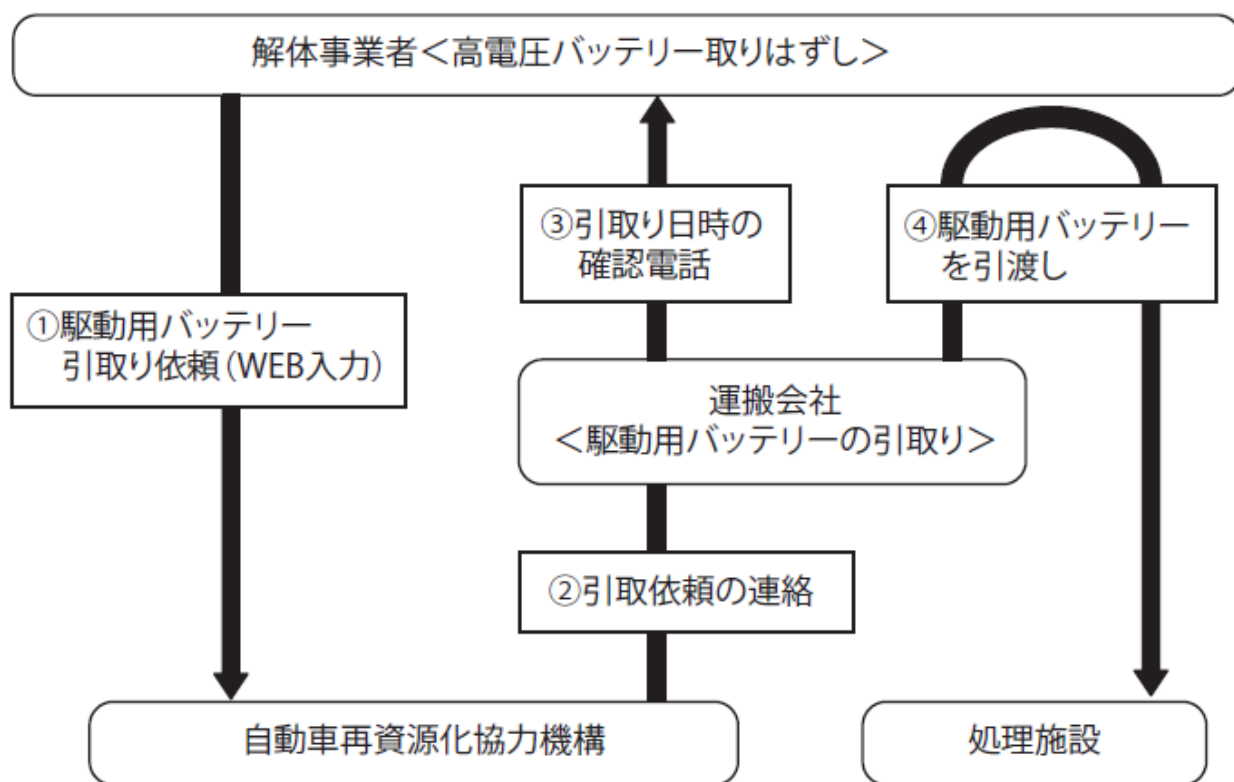 解体事業者＜高電圧バッテリー取りはずし＞
①駆動用バッテリー
引取り依頼（WEB入力）
②引取依頼の連絡
③引取り日時の
確認電話
④駆動用バッテリー
を引渡し
運搬会社
＜駆動用バッテリーの引取り＞
自動車再資源化協力機構
処理施設